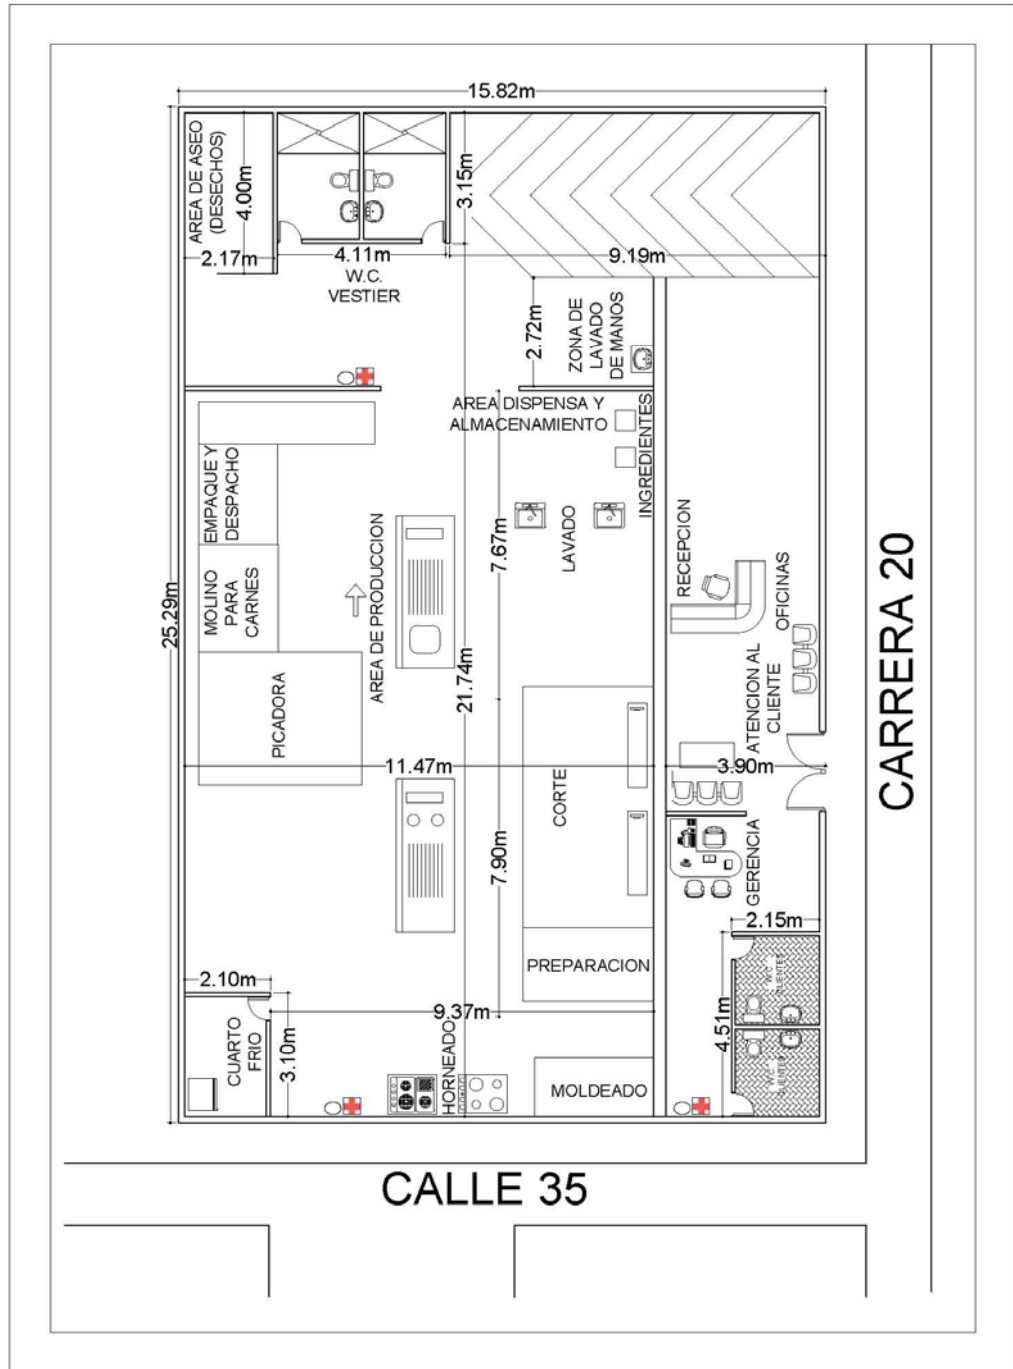 15.82m
AREA DE ASEO
(DESECHOS)
4.00m
3.15m
2.17m
4.11m
9.19m
W.C.
VESTIER
2.72m
ZONA DE
LAVADO
DE MANOS
AREA DISPENSA Y
ALMACENAMIENTO
INGREDIENTES
EMPAQUE Y
DESPACHO
LAVADO
7.67m
AREA DE PRODUCCION
RECEPCION
OFICINAS
CARRERA 20
25.29m
MOLINO
PARA
CARNES
21.74m
PICADORA
ATENCION AL
CLIENTE
11.47m
3.90m
CORTE
7.90m
GERENCIA
2.15m
PREPARACION
W.C.
CLIENTES
2.10m
9.37m
4.51m
CUARTO
FRIO
3.10m
HORNEADO
MOLDEADO
W.C.
CLIENTES
CALLE 35